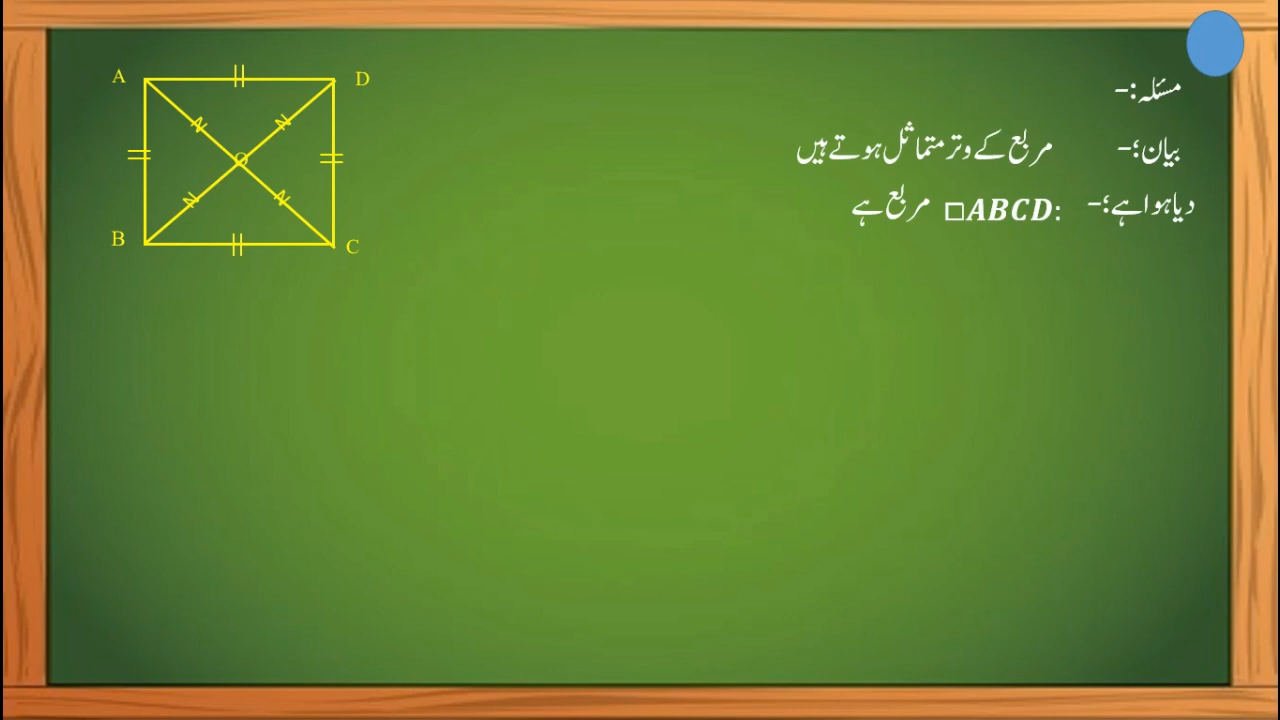 مسئلہ:-
بیان؛- مربع کے وتر متماثل ہوتے ہیں
دیا ہوا ہے؛- :□ABCD مربع ہے
A
D
O
B
C